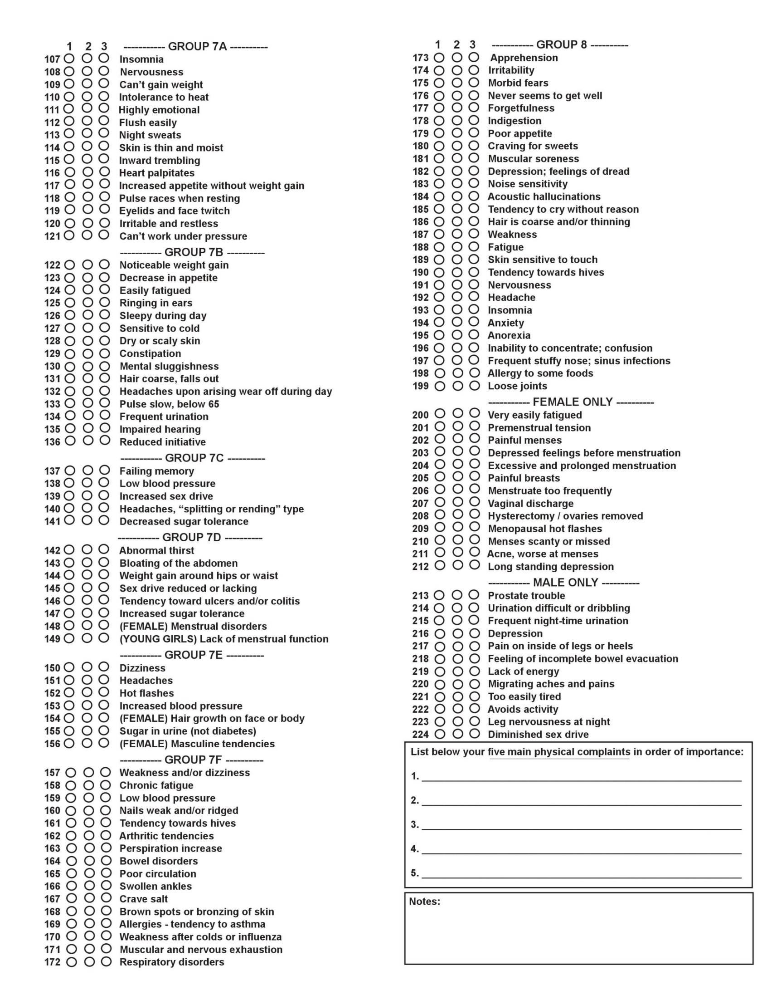 1 2 3 ----------- GROUP 7A ----------
107 Insomnia
108 Nervousness
109 Can’t gain weight
110 Intolerance to heat
111 Highly emotional
112 Flush easily
113 Night sweats
114 Skin is thin and moist
115 Inward trembling
116 Heart palpitates
117 Increased appetite without weight gain
118 Pulse races when resting
119 Eyelids and face twitch
120 Irritable and restless
121 Can’t work under pressure
----------- GROUP 7B ----------
122 Noticeable weight gain
123 Decrease in appetite
124 Easily fatigued
125 Ringing in ears
126 Sleepy during day
127 Sensitive to cold
128 Dry or scaly skin
129 Constipation
130 Mental sluggishness
131 Hair coarse, falls out
132 Headaches upon arising wear off during day
133 Pulse slow, below 65
134 Frequent urination
135 Impaired hearing
136 Reduced initiative
----------- GROUP 7C ----------
137 Failing memory
138 Low blood pressure
139 Increased sex drive
140 Headaches, “splitting or rending” type
141 Decreased sugar tolerance
----------- GROUP 7D ----------
142 Abnormal thirst
143 Bloating of the abdomen
144 Weight gain around hips or waist
145 Sex drive reduced or lacking
146 Tendency toward ulcers and/or colitis
147 Increased sugar tolerance
148 (FEMALE) Menstrual disorders
149 (YOUNG GIRLS) Lack of menstrual function
----------- GROUP 7E ----------
150 Dizziness
151 Headaches
152 Hot flashes
153 Increased blood pressure
154 (FEMALE) Hair growth on face or body
155 Sugar in urine (not diabetes)
156 (FEMALE) Masculine tendencies
----------- GROUP 7F ----------
157 Weakness and/or dizziness
158 Chronic fatigue
159 Low blood pressure
160 Nails weak and/or ridged
161 Tendency towards hives
162 Arthritic tendencies
163 Perspiration increase
164 Bowel disorders
165 Poor circulation
166 Swollen ankles
167 Crave salt
168 Brown spots or bronzing of skin
169 Allergies - tendency to asthma
170 Weakness after colds or influenza
171 Muscular and nervous exhaustion
172 Respiratory disorders
1 2 3 ----------- GROUP 8 ----------
173 Apprehension
174 Irritability
175 Morbid fears
176 Never seems to get well
177 Forgetfulness
178 Indigestion
179 Poor appetite
180 Craving for sweets
181 Muscular soreness
182 Depression; feelings of dread
183 Noise sensitivity
184 Acoustic hallucinations
185 Tendency to cry without reason
186 Hair is coarse and/or thinning
187 Weakness
188 Fatigue
189 Skin sensitive to touch
190 Tendency towards hives
191 Nervousness
192 Headache
193 Insomnia
194 Anxiety
195 Anorexia
196 Inability to concentrate; confusion
197 Frequent stuffy nose; sinus infections
198 Allergy to some foods
199 Loose joints
----------- FEMALE ONLY ----------
200 Very easily fatigued
201 Premenstrual tension
202 Painful menses
203 Depressed feelings before menstruation
204 Excessive and prolonged menstruation
205 Painful breasts
206 Menstruate too frequently
207 Vaginal discharge
208 Hysterectomy / ovaries removed
209 Menopausal hot flashes
210 Menses scanty or missed
211 Acne, worse at menses
212 Long standing depression
----------- MALE ONLY ----------
213 Prostate trouble
214 Urination difficult or dribbling
215 Frequent night-time urination
216 Depression
217 Pain on inside of legs or heels
218 Feeling of incomplete bowel evacuation
219 Lack of energy
220 Migrating aches and pains
221 Too easily tired
222 Avoids activity
223 Leg nervousness at night
224 Diminished sex drive
List below your five main physical complaints in order of importance:
1.
2.
3.
4.
5.
Notes: